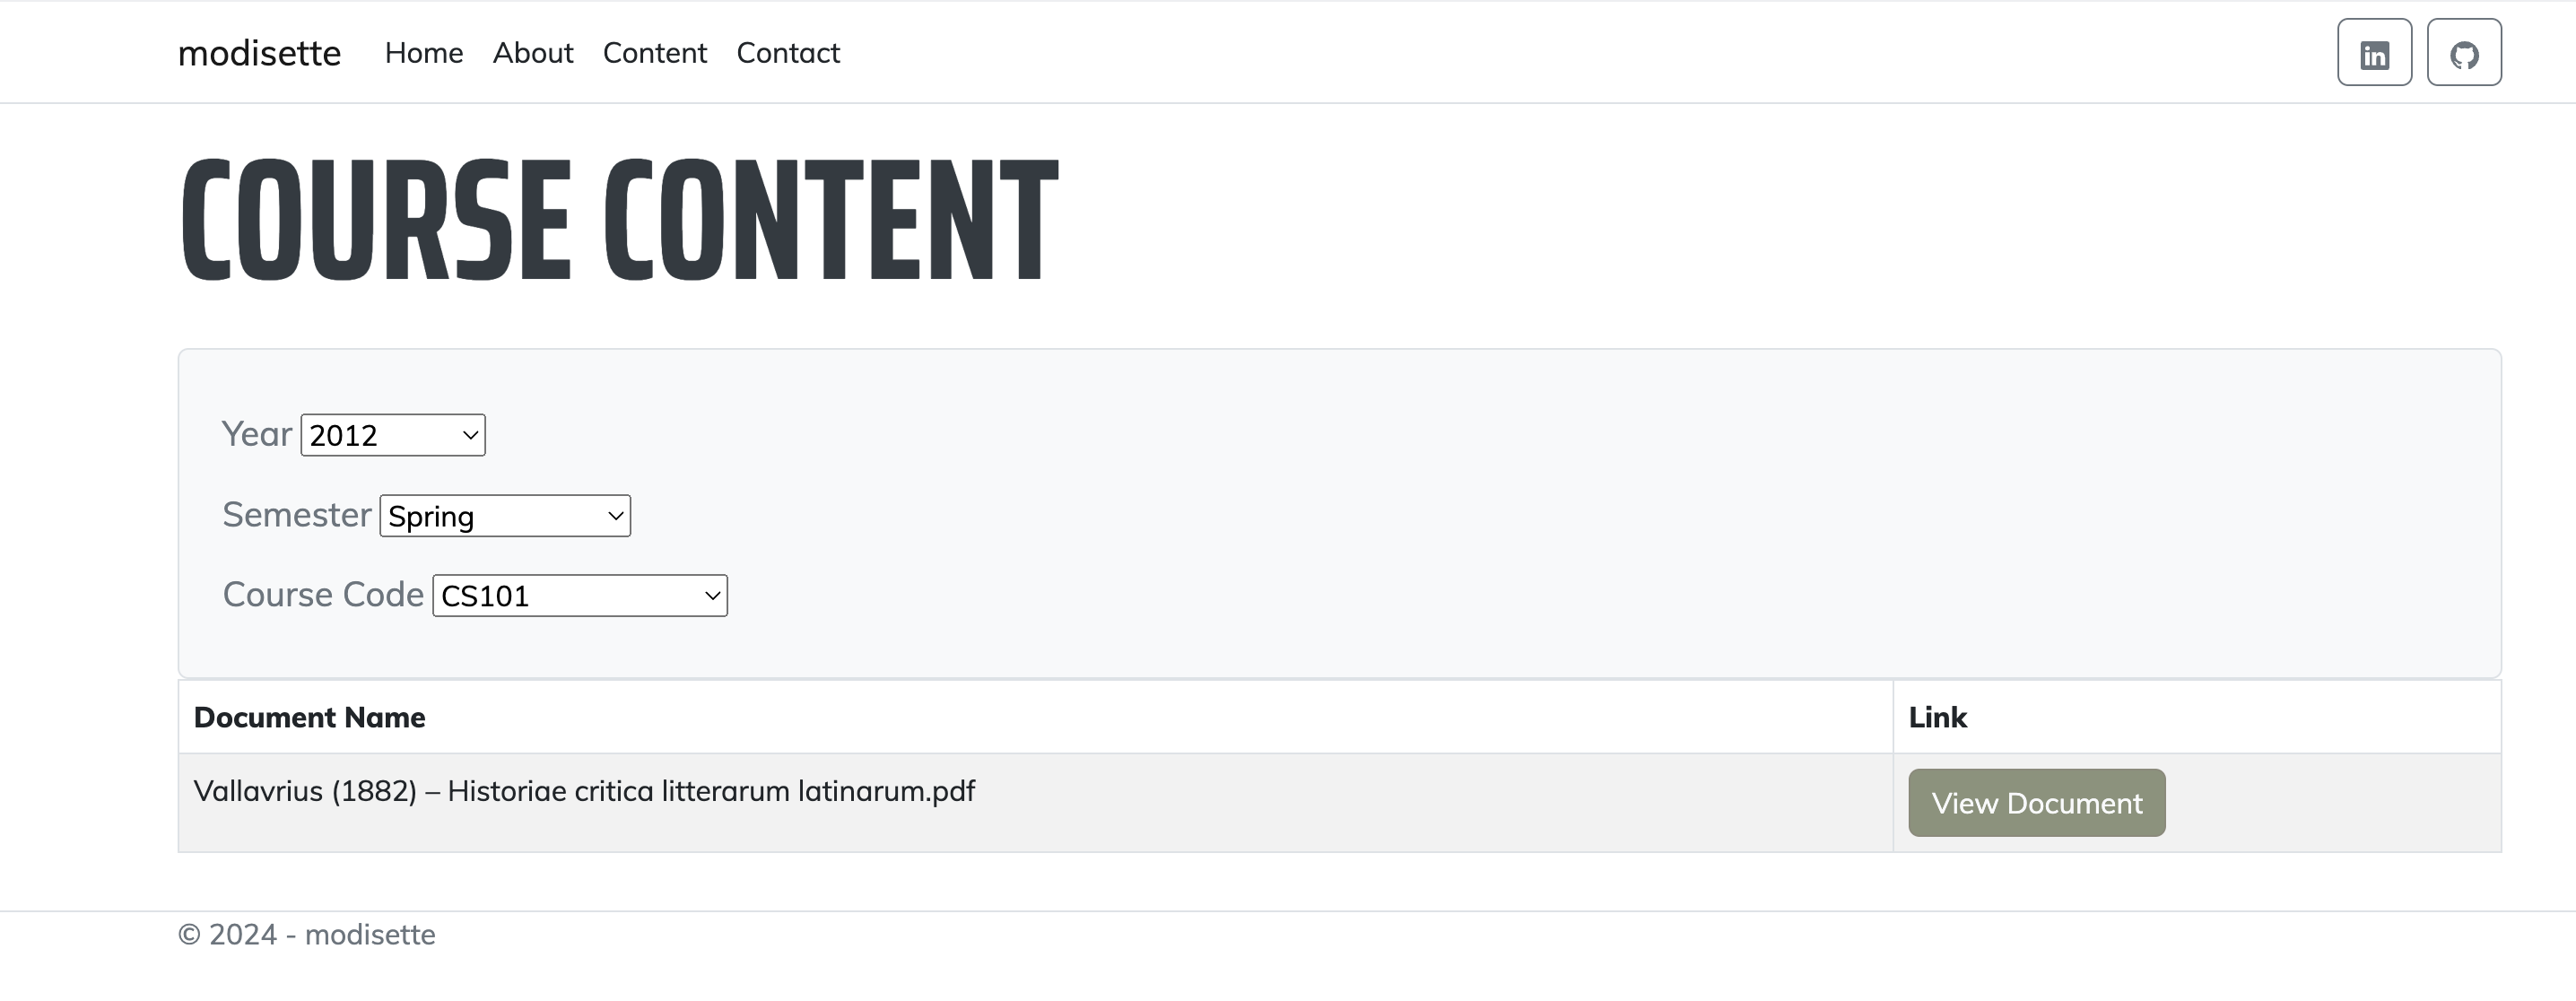 modisette Home About Content Contact
COURSE CONTENT
Year 2012
Semester Spring
Course Code CS101
Document Name Link
Vallavrius (1882) – Historiae critica litterarum latinarum.pdf View Document
© 2024 - modisette